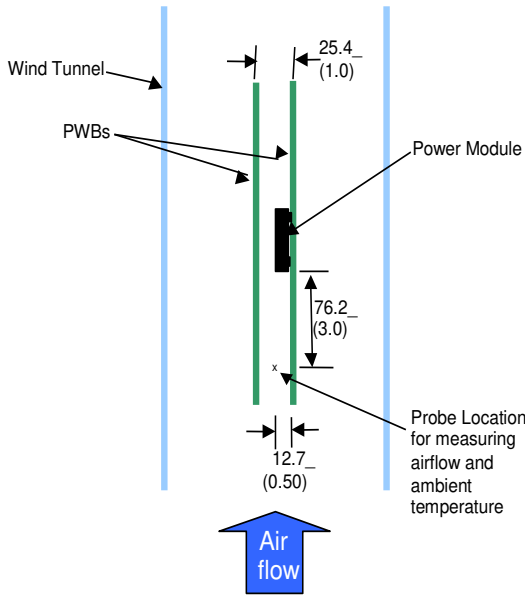 25.4_
(1.0)
Wind Tunnel
PWBs
Power Module
76.2_
(3.0)
x
Probe Location
for measuring
airflow and
ambient
temperature
12.7_
(0.50)
Air
flow